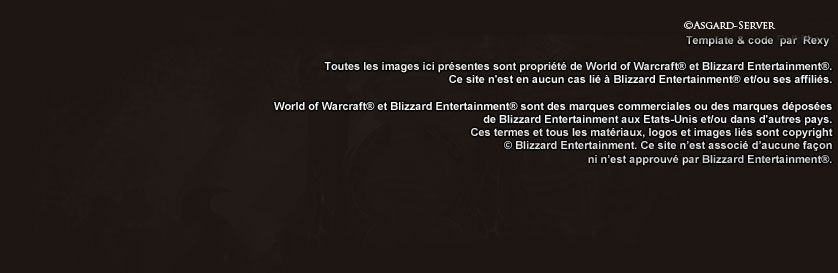 ©Asgard-Server
Template & code par Rexy
Toutes les images ici présentes sont propriété de World of Warcraft® et Blizzard Entertainment®.
Ce site n'est en aucun cas lié à Blizzard Entertainment® et/ou ses affiliés.
World of Warcraft® et Blizzard Entertainment® sont des marques commerciales ou des marques déposées
de Blizzard Entertainment aux Etats-Unis et/ou dans d'autres pays.
Ces termes et tous les matériaux, logos et images liés sont copyright
© Blizzard Entertainment. Ce site n’est associé d’aucune façon
ni n’est approuvé par Blizzard Entertainment®.